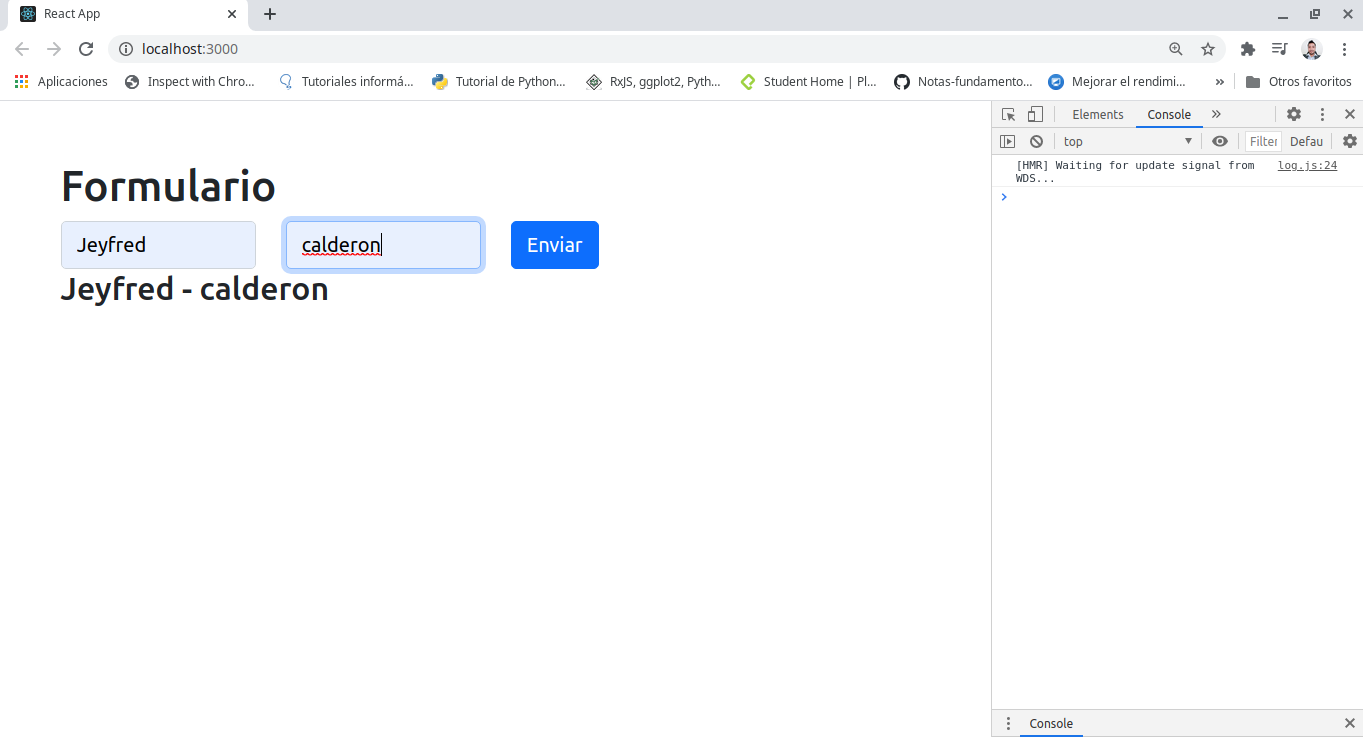 React App
localhost:3000
Aplicaciones Inspect with Chro... Tutoriales informá... Tutorial de Python... RxJS, ggplot2, Pyth... Student Home | Pl... Notas-fundamento... Mejorar el rendimi... » Otros favoritos
Elements Console »
top Filter Defau
[HMR] Waiting for update signal from log.js:24
WDS...
Formulario
Jeyfred calderon Enviar
Jeyfred - calderon
Console